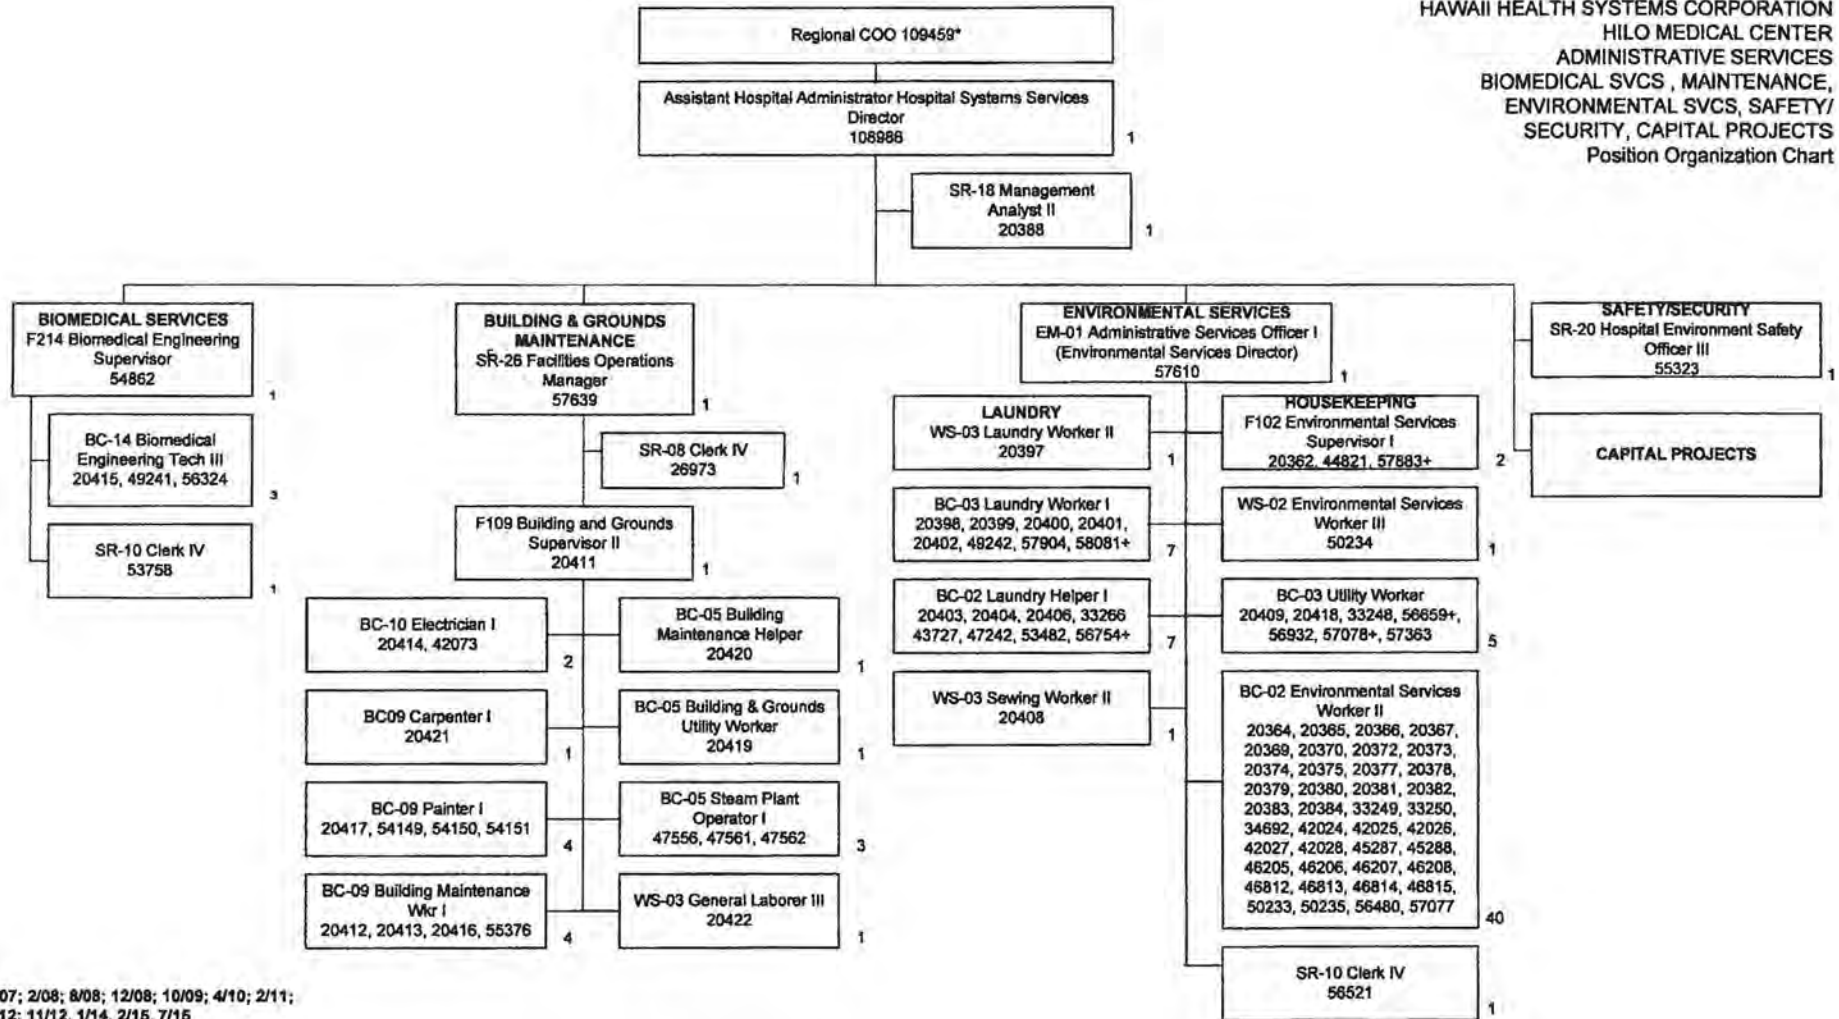 HAWAII HEALTH SYSTEMS CORPORATION
HILO MEDICAL CENTER
ADMINISTRATIVE SERVICES
BIOMEDICAL SVCS , MAINTENANCE,
ENVIRONMENTAL SVCS, SAFETY/
SECURITY, CAPITAL PROJECTS
Position Organization Chart
Regional COO 109459*
Assistant Hospital Administrator Hospital Systems Services
Director
108986
1
SR-18 Management
Analyst II
20388
1
BIOMEDICAL SERVICES
F214 Biomedical Engineering
Supervisor
54862
1
BC-14 Biomedical
Engineering Tech III
20415, 49241, 56324
3
SR-10 Clerk IV
53758
1
BUILDING & GROUNDS
MAINTENANCE
SR-26 Facilities Operations
Manager
57639
1
SR-08 Clerk IV
26973
1
F109 Building and Grounds
Supervisor II
20411
1
BC-10 Electrician I
20414, 42073
2
BC-05 Building
Maintenance Helper
20420
1
BC09 Carpenter I
20421
1
BC-05 Building & Grounds
Utility Worker
20419
1
BC-09 Painter I
20417, 54149, 54150, 54151
4
BC-05 Steam Plant
Operator I
47556, 47561, 47562
3
BC-09 Building Maintenance
Wkr I
20412, 20413, 20416, 55376
4
WS-03 General Laborer III
20422
1
ENVIRONMENTAL SERVICES
EM-01 Administrative Services Officer I
(Environmental Services Director)
57610
1
LAUNDRY
WS-03 Laundry Worker II
20397
1
HOUSEKEEPING
F102 Environmental Services
Supervisor I
20362, 44821, 57883+
2
BC-03 Laundry Worker I
20398, 20399, 20400, 20401,
20402, 49242, 57904, 58081+
7
WS-02 Environmental Services
Worker III
50234
1
BC-02 Laundry Helper I
20403, 20404, 20406, 33266
43727, 47242, 53482, 56754+
7
BC-03 Utility Worker
20409, 20418, 33248, 56659+,
56932, 57078+, 57363
5
WS-03 Sewing Worker II
20408
1
BC-02 Environmental Services
Worker II
20364, 20365, 20366, 20367,
20369, 20370, 20372, 20373,
20374, 20375, 20377, 20378,
20379, 20380, 20381, 20382,
20383, 20384, 33249, 33250,
34692, 42024, 42025, 42026,
42027, 42028, 45287, 45288,
46205, 46206, 46207, 46208,
46812, 46813, 46814, 46815,
50233, 50235, 56480, 57077
40
SR-10 Clerk IV
56521
1
SAFETY/SECURITY
SR-20 Hospital Environment Safety
Officer III
55323
1
CAPITAL PROJECTS
07; 2/08; 8/08; 12/08; 10/09; 4/10; 2/11;
12; 11/12, 1/14, 2/15, 7/15